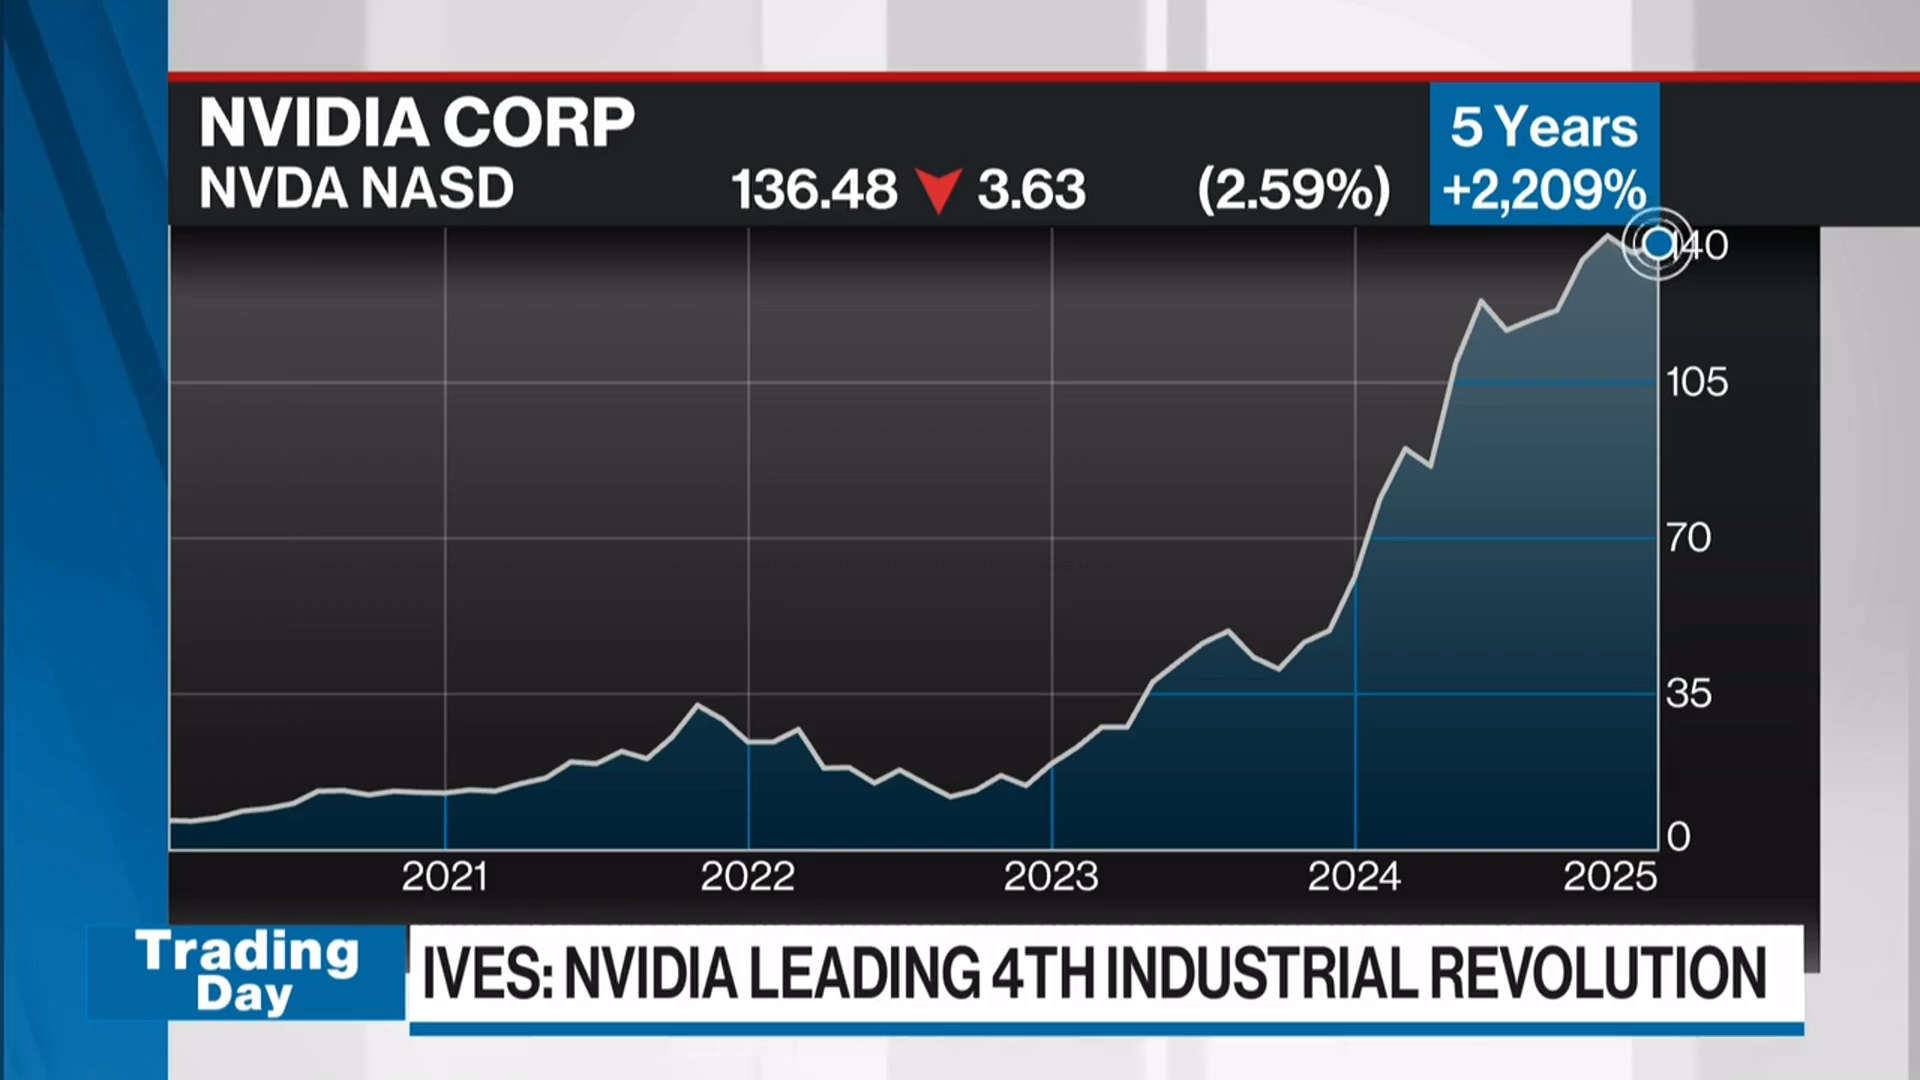 NVIDIA CORP
NVDA NASD 136.48 3.63 (2.59%)
5 Years
+2,209%
140
105
70
35
0
2021 2022 2023 2024 2025
Trading
Day
IVES: NVIDIA LEADING 4TH INDUSTRIAL REVOLUTION